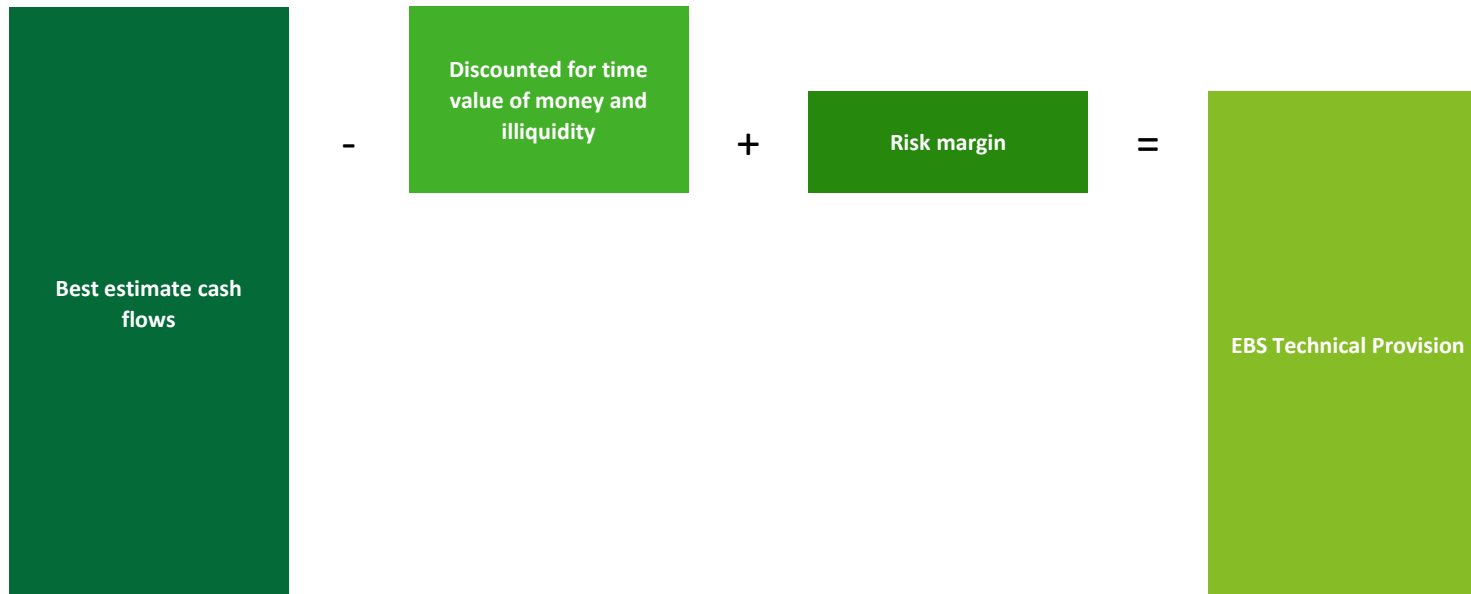 Best estimate cash
flows
-
Discounted for time
value of money and
illiquidity
+
Risk margin
=
EBS Technical Provision